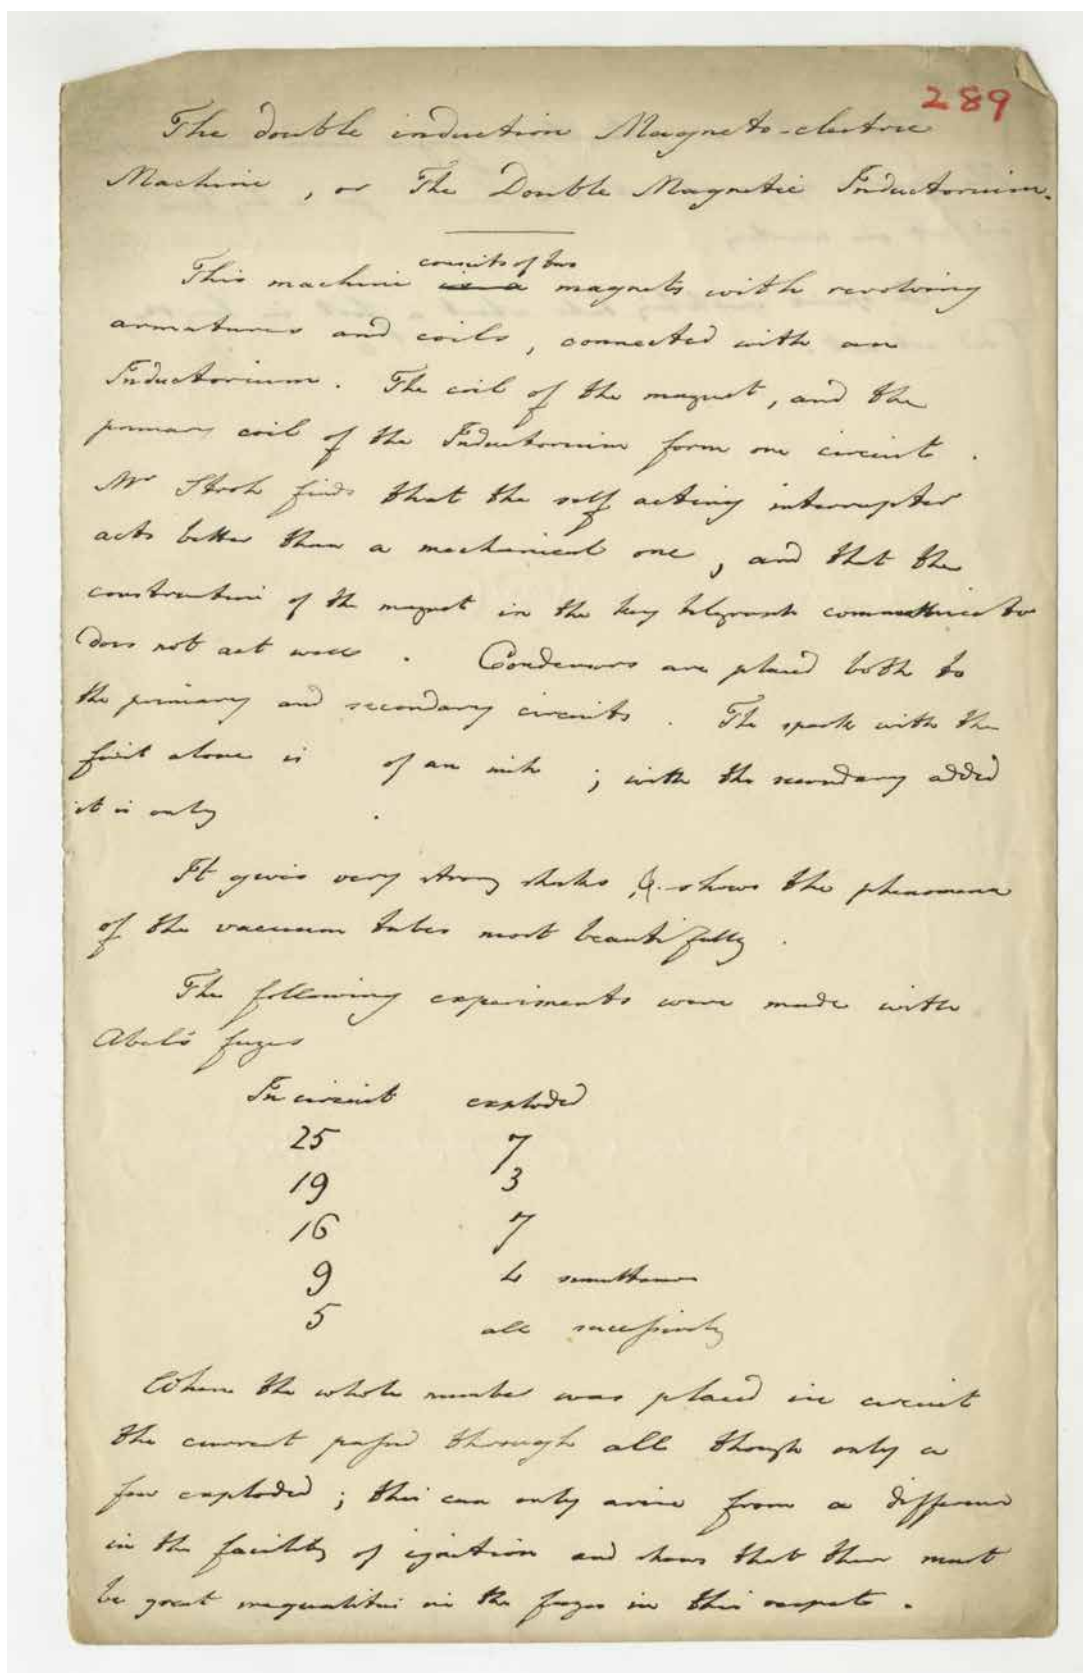 289
The double induction Magneto-electric
Machine, or The Double Magnetic Inductorium.
consists of two
This machine is a magnets with revolving
armatures and coils, connected with an
Inductorium. The coil of the magnet, and the
primary coil of the Inductorium form one circuit.
Mr Stroh finds that the self acting interrupter
acts better than a mechanical one, and that the
construction of the magnet in the key telegraph communicator
does not act well. Condensors are placed both to
the primary and secondary circuits. The spark with the
first alone is of an inch ; with the secondary added
it is only .
It gives very strong shocks, & shows the phenomena
of the vacuum tubes most beautifully.
The following experiments were made with
Abel's fuzes
In circuit exploded
25 7
19 3
16 7
9 4
5 all successively
When the whole number was placed in circuit
the current passed through all though only a
few exploded ; this can only arise from a difference
in the facility of ignition and shows that there must
be great inequalities in the fuzes in this respect.